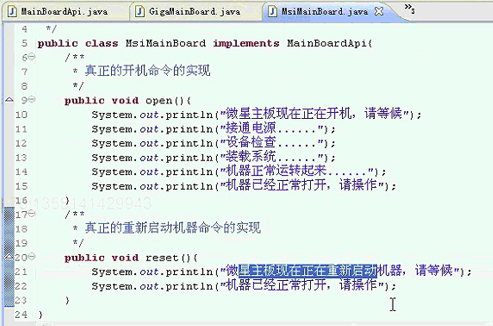 MainBoardApi.java GigaMainBoard.java MsiMainBoard.java
4 */
5 public class MsiMainBoard implements MainBoardApi{
6 /**
7 * 真正的开机命令的实现
8 */
9 public void open(){
10 System.out.println("微星主板现在正在开机，请等候");
11 System.out.println("接通电源......");
12 System.out.println("设备检查......");
13 System.out.println("装载系统......");
14 System.out.println("机器正常运转起来......");
15 System.out.println("机器已经正常打开，请操作");
16 }
17 /**
18 * 真正的重新启动机器命令的实现
19 */
20 public void reset(){
21 System.out.println("微星主板现在正在重新启动机器，请等候");
22 System.out.println("机器已经正常打开，请操作");
23 }
24 }